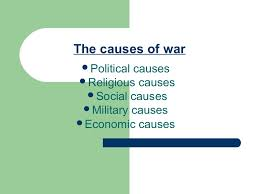 The causes of war
• Political causes
• Religious causes
• Social causes
• Military causes
• Economic causes